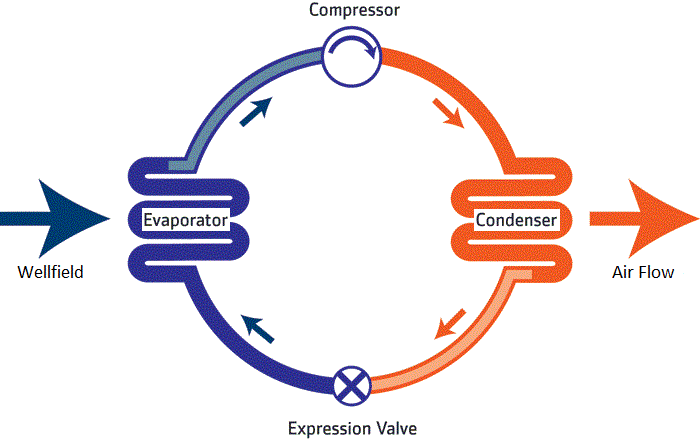 Compressor
Evaporator
Condenser
Wellfield
Air Flow
Expression Valve